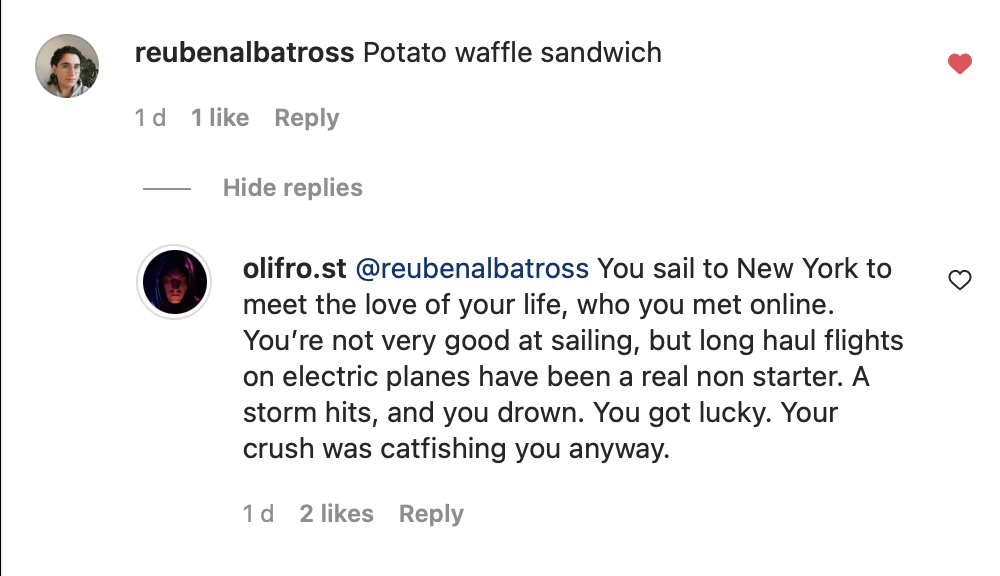 reubenalbatross Potato waffle sandwich
1 d 1 like Reply
Hide replies
olifro.st @reubenalbatross You sail to New York to
meet the love of your life, who you met online.
You’re not very good at sailing, but long haul flights
on electric planes have been a real non starter. A
storm hits, and you drown. You got lucky. Your
crush was catfishing you anyway.
1 d 2 likes Reply